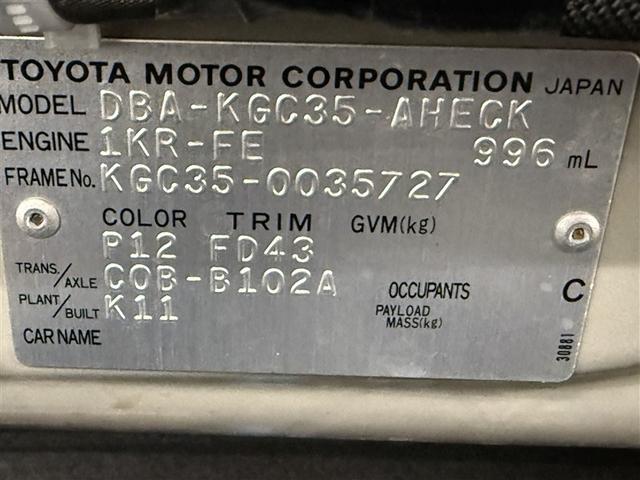 TOYOTA MOTOR CORPORATION JAPAN
MODEL DBA-KGC35-AHECK
ENGINE 1KR-FE 996 mL
FRAME No. KGC35-0035727
COLOR TRIM GVM(kg)
P12 FD43
TRANS./AXLE C0B-B102A OCCUPANTS C
PLANT/BUILT K11 PAYLOAD MASS(kg)
CAR NAME
30881